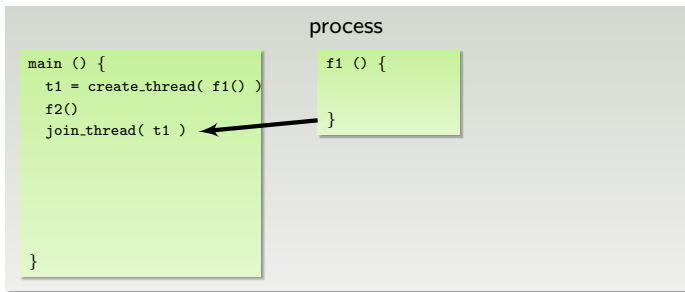 process
main () {
t1 = create_thread( f1() )
f2()
join_thread( t1 )
}
f1 () {
}